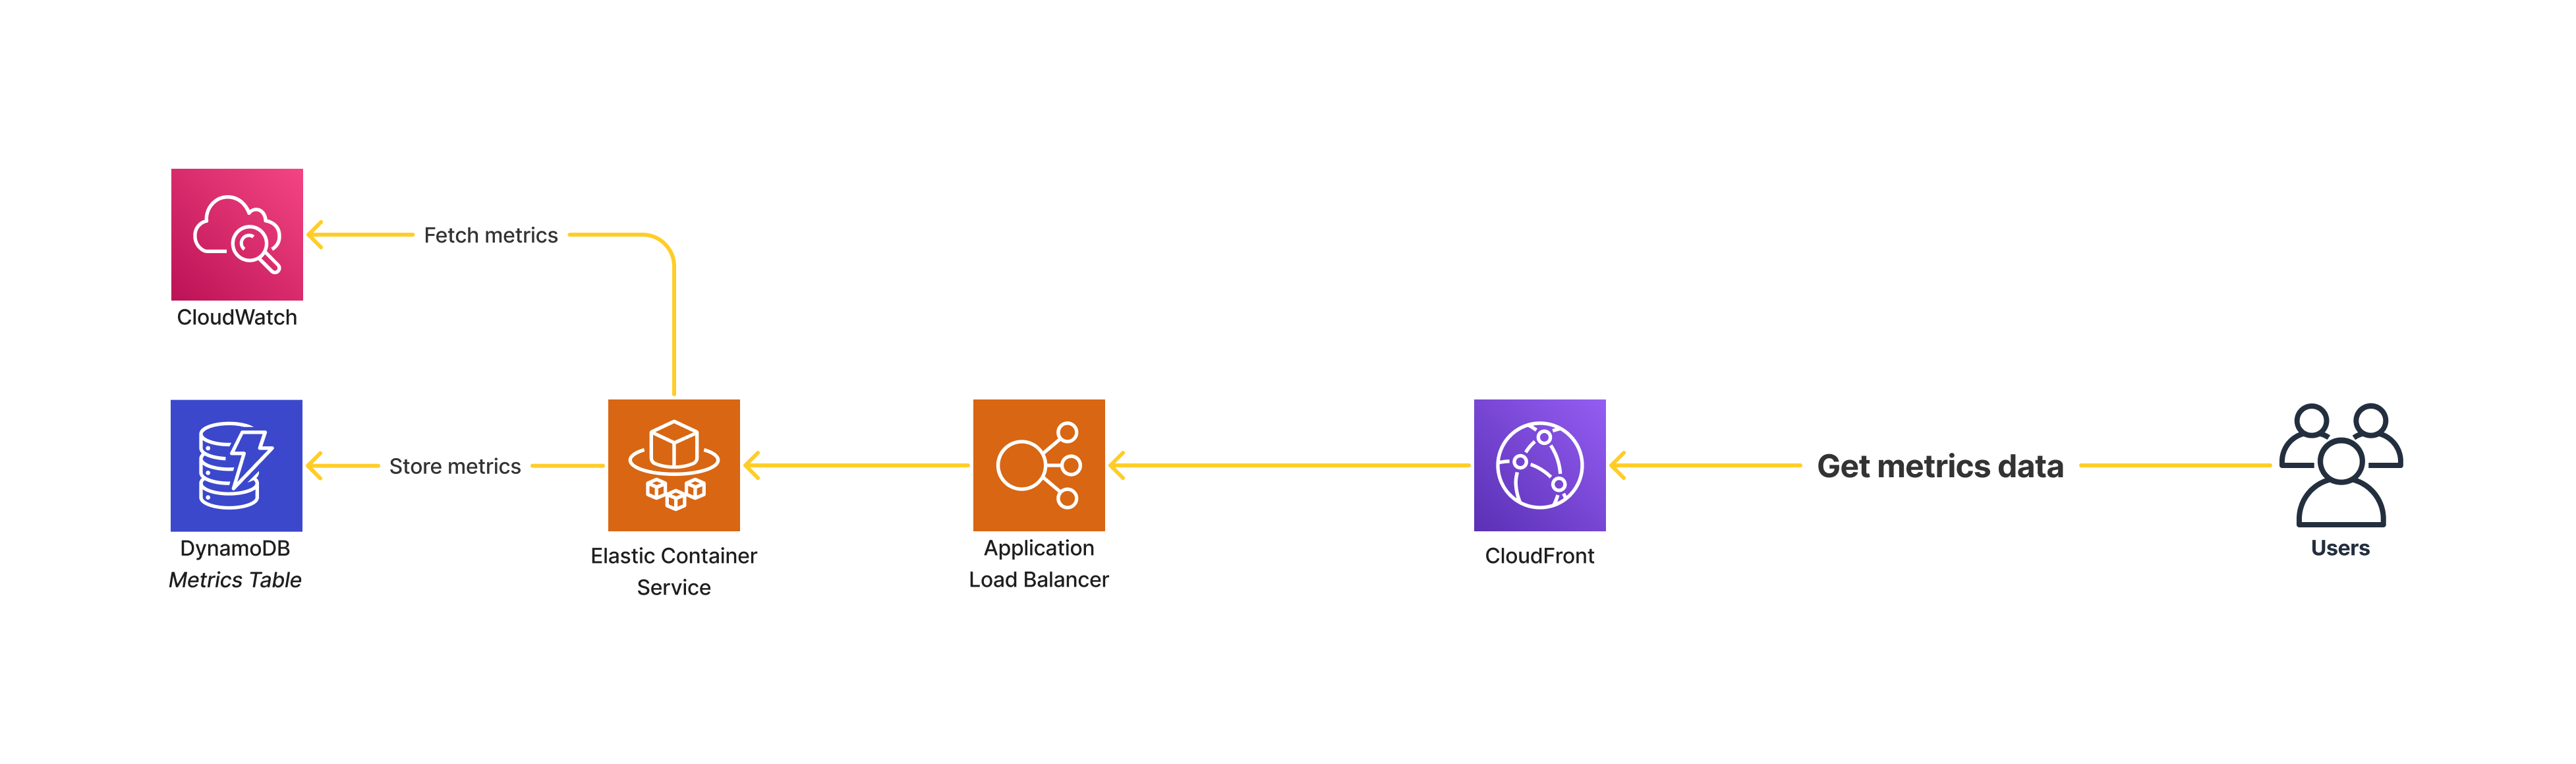 Fetch metrics
CloudWatch
Store metrics
Get metrics data
DynamoDB
Metrics Table
Elastic Container
Service
Application
Load Balancer
CloudFront
Users